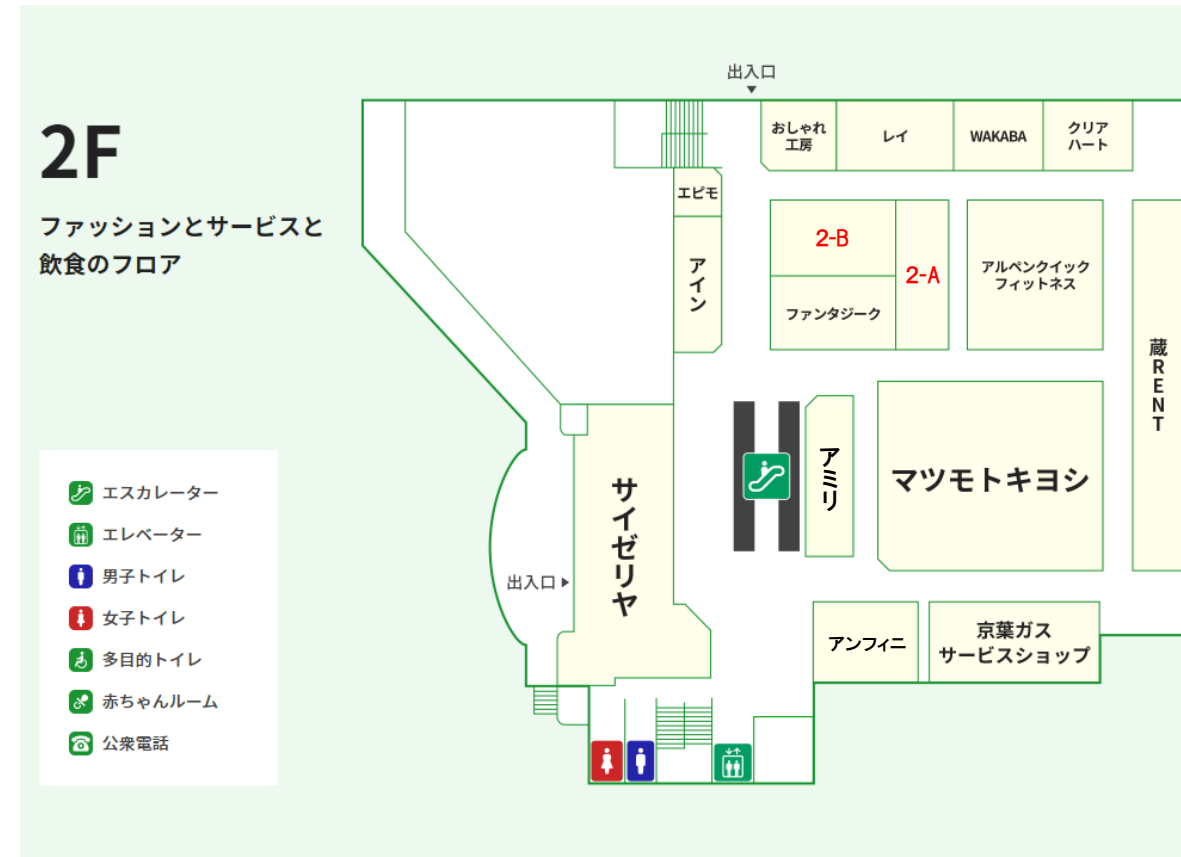 2F
ファッションとサービスと
飲食のフロア
エスカレーター
エレベーター
男子トイレ
女子トイレ
多目的トイレ
赤ちゃんルーム
公衆電話
出入口
おしゃれ
工房
レイ
WAKABA
クリア
ハート
エピモ
アイン
2-B
2-A
ファンタジーク
アルペンクイック
フィットネス
蔵RENT
アミリ
マツモトキヨシ
サイゼリヤ
出入口
アンフィニ
京葉ガス
サービスショップ